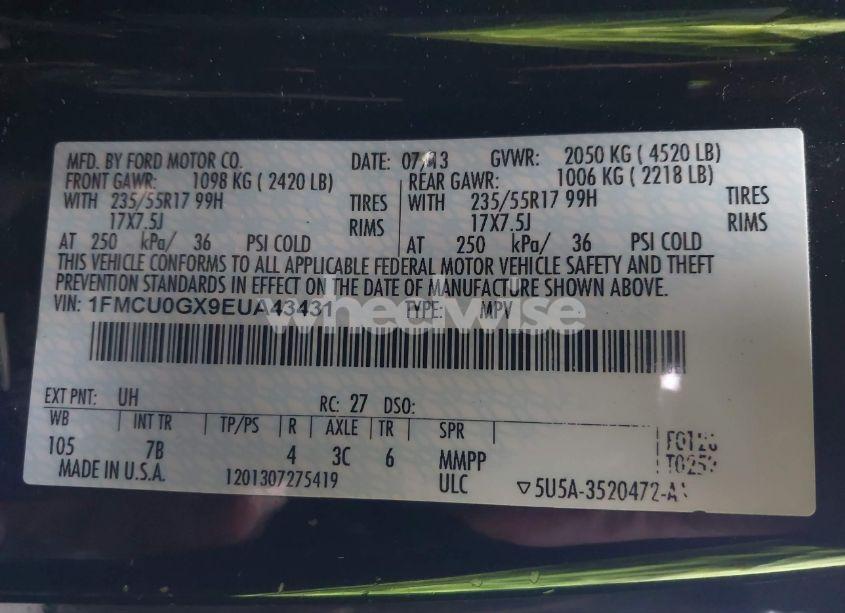 MFD. BY FORD MOTOR CO. DATE: 07/13 GVWR: 2050 KG ( 4520 LB)
FRONT GAWR: 1098 KG ( 2420 LB) REAR GAWR: 1006 KG ( 2218 LB)
WITH 235/55R17 99H TIRES WITH 235/55R17 99H TIRES
17X7.5J RIMS 17X7.5J RIMS
AT 250 kPa/ 36 PSI COLD AT 250 kPa/ 36 PSI COLD
THIS VEHICLE CONFORMS TO ALL APPLICABLE FEDERAL MOTOR VEHICLE SAFETY AND THEFT
PREVENTION STANDARDS IN EFFECT ON THE DATE OF MANUFACTURE SHOWN ABOVE.
VIN: 1FMCU0GX9EUA43431 TYPE: MPV
wheelwise
EXT PNT: UH RC: 27 DSO:
WB INT TR TP/PS R AXLE TR SPR
105 7B 4 3C 6 MMPP
MADE IN U.S.A. 1201307275419 ULC
5U5A-3520472-A